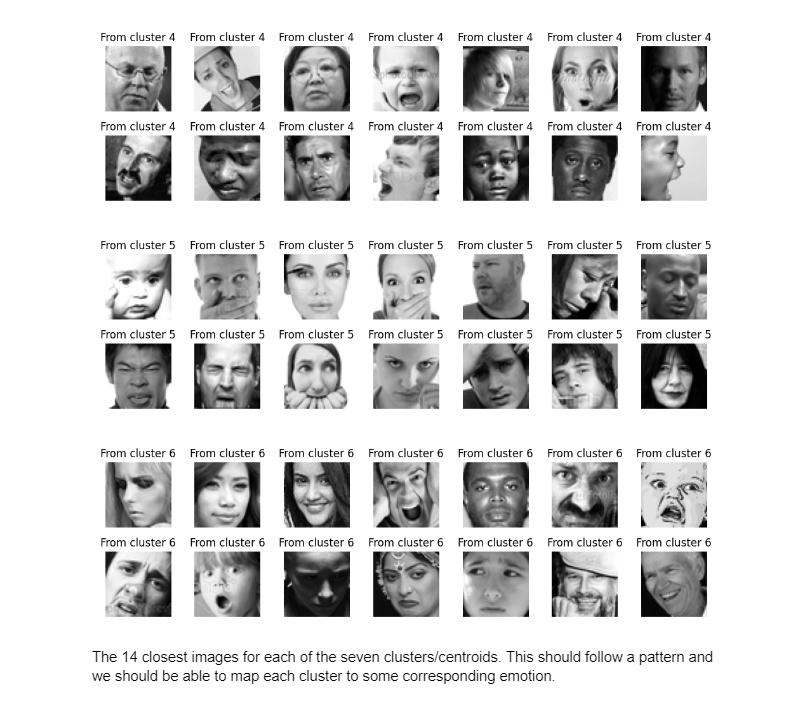 From cluster 4 From cluster 4 From cluster 4 From cluster 4 From cluster 4 From cluster 4 From cluster 4
From cluster 4 From cluster 4 From cluster 4 From cluster 4 From cluster 4 From cluster 4 From cluster 4
From cluster 5 From cluster 5 From cluster 5 From cluster 5 From cluster 5 From cluster 5 From cluster 5
From cluster 5 From cluster 5 From cluster 5 From cluster 5 From cluster 5 From cluster 5 From cluster 5
From cluster 6 From cluster 6 From cluster 6 From cluster 6 From cluster 6 From cluster 6 From cluster 6
From cluster 6 From cluster 6 From cluster 6 From cluster 6 From cluster 6 From cluster 6 From cluster 6
The 14 closest images for each of the seven clusters/centroids. This should follow a pattern and
we should be able to map each cluster to some corresponding emotion.